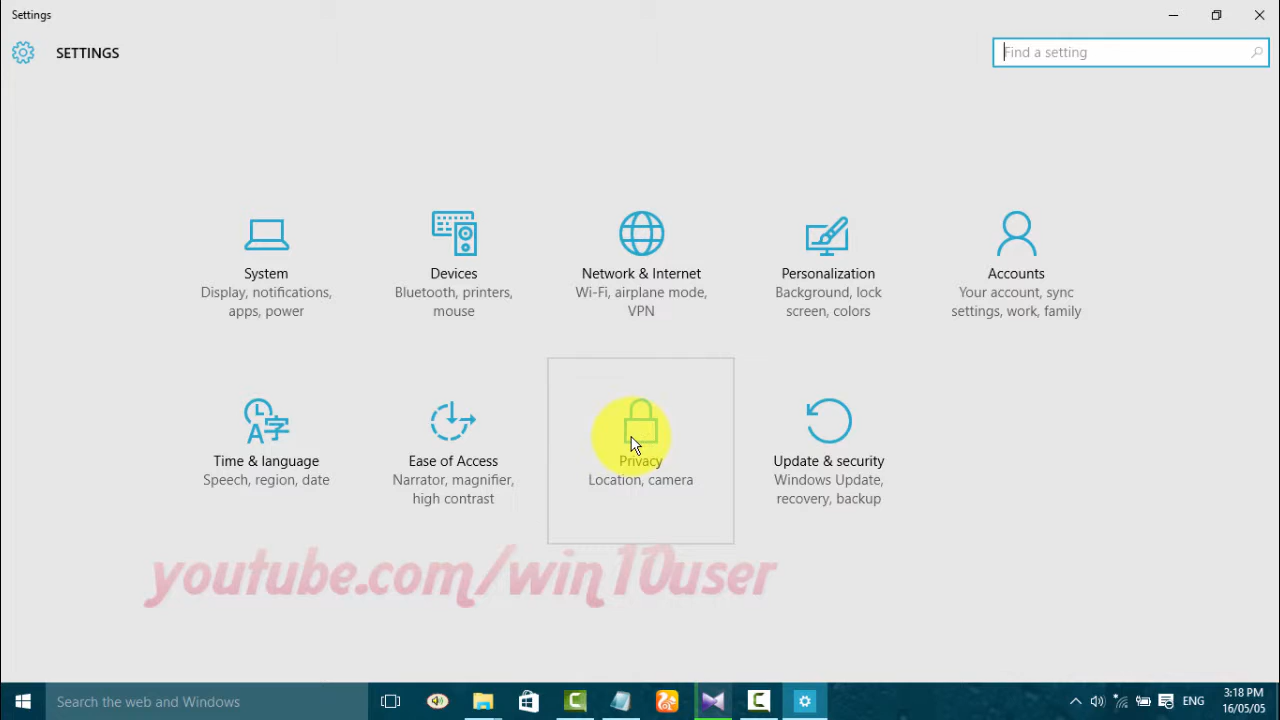 Settings
SETTINGS
Find a setting
System
Display, notifications,
apps, power
Devices
Bluetooth, printers,
mouse
Network & Internet
Wi-Fi, airplane mode,
VPN
Personalization
Background, lock
screen, colors
Accounts
Your account, sync
settings, work, family
Time & language
Speech, region, date
Ease of Access
Narrator, magnifier,
high contrast
Privacy
Location, camera
Update & security
Windows Update,
recovery, backup
youtube.com/win10user
Search the web and Windows
ENG
3:18 PM
16/05/05